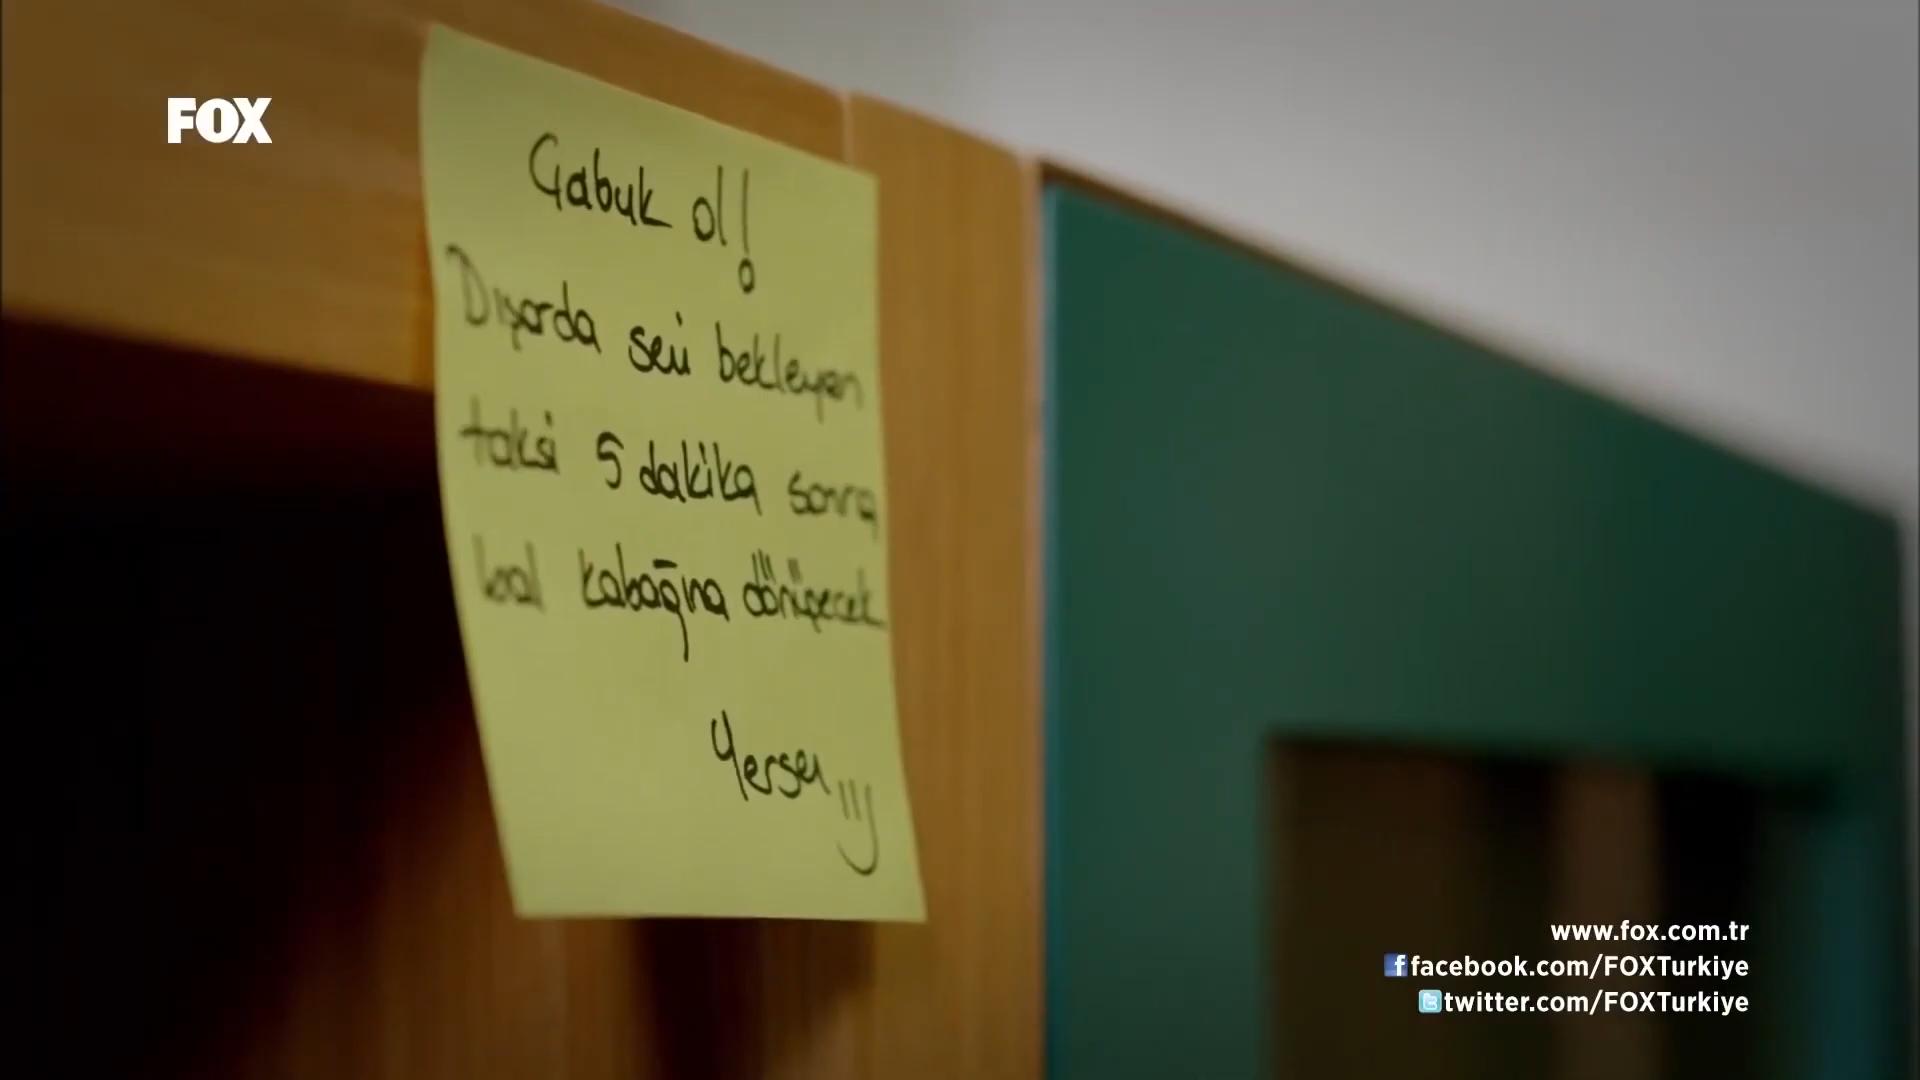 FOX
Çabuk ol!
Dışarda seni bekleyen
taksi 5 dakika sonra
bal kabağına dönüşecek
www.fox.com.tr
facebook.com/FOXTurkiye
twitter.com/FOXTurkiye